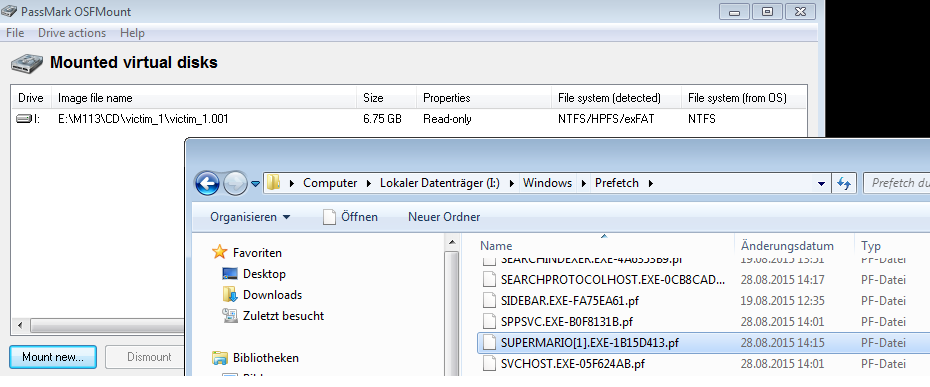 PassMark OSFMount
File Drive actions Help
Mounted virtual disks
Drive Image file name Size Properties File system (detected) File system (from OS)
I: E:\M113\CD\victim_1\victim_1.001 6.75 GB Read-only NTFS/HPFS/exFAT NTFS
Computer Lokaler Datenträger (I:) Windows Prefetch Prefetch du
Organisieren Öffnen Neuer Ordner
Name Änderungsdatum Typ
Favoriten
SEARCHINDEXER.EXE-4A6353B9.pf 19.08.2015 13:51 PF-Datei
Desktop
SEARCHPROTOCOLHOST.EXE-0CB8CAD... 28.08.2015 14:17 PF-Datei
Downloads
SIDEBAR.EXE-FA75EA61.pf 19.08.2015 12:35 PF-Datei
Zuletzt besucht
SPPSVC.EXE-B0F8131B.pf 28.08.2015 14:01 PF-Datei
Mount new... Dismount
SUPERMARIO[1].EXE-1B15D413.pf 28.08.2015 14:15 PF-Datei
Bibliotheken
SVCHOST.EXE-05F624AB.pf 28.08.2015 14:01 PF-Datei